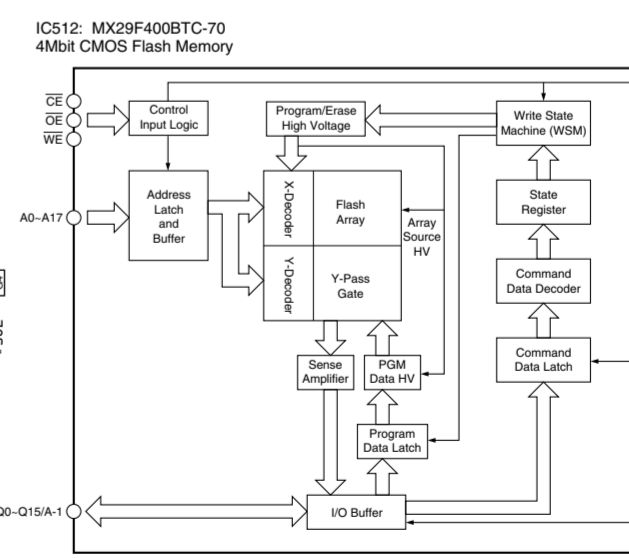 IC512: MX29F400BTC-70
4Mbit CMOS Flash Memory
CE
OE
WE
Control
Input Logic
Program/Erase
High Voltage
Write State
Machine (WSM)
Address
Latch
and
Buffer
A0~A17
X-Decoder
Flash
Array
Array
Source
HV
State
Register
Y-Decoder
Y-Pass
Gate
Command
Data Decoder
Sense
Amplifier
PGM
Data HV
Command
Data Latch
Program
Data Latch
Q0~Q15/A-1
I/O Buffer